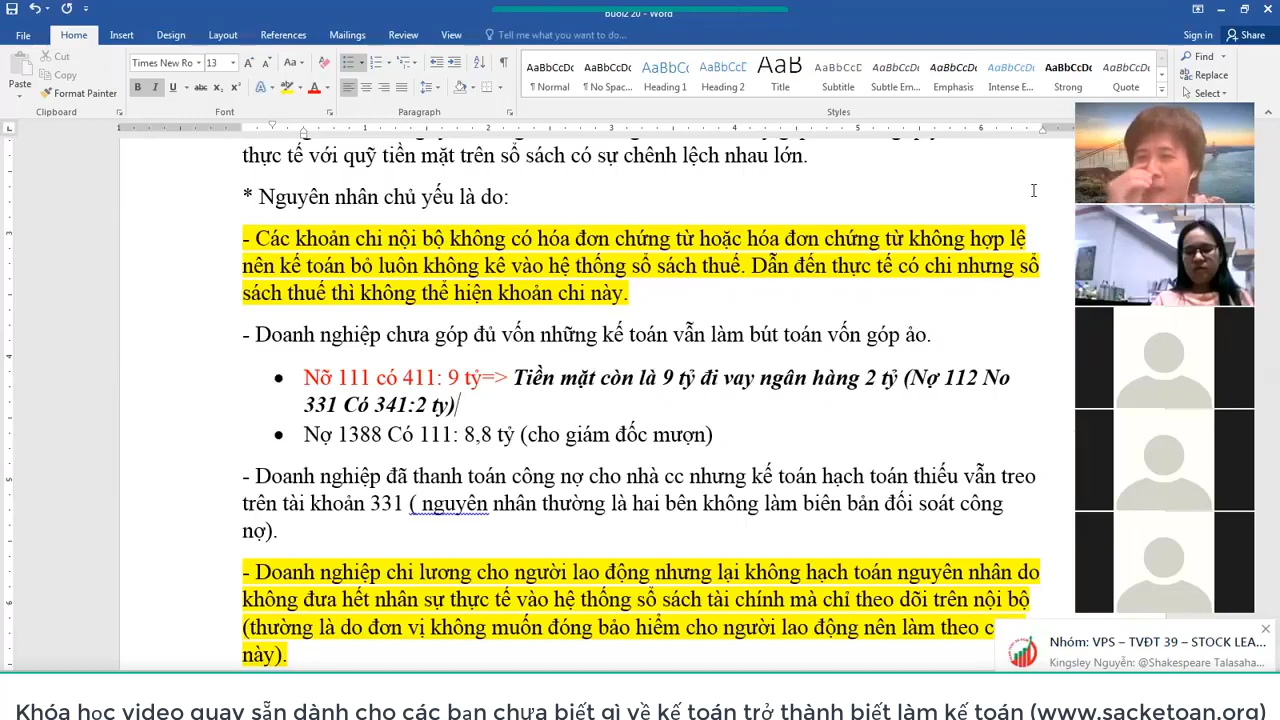 buoi2 20 - Word
File Home Insert Design Layout References Mailings Review View Tell me what you want to do... Sign in Share
Paste Cut Copy Format Painter
Times New Ro 13
AaBbCcDc AaBbCcDc AaBbCc AaBbCcC AaB AaBbCcD AaBbCcDc AaBbCcDc AaBbCcDc AaBbCcDc AaBbCcDc
¶ Normal ¶ No Spac... Heading 1 Heading 2 Title Subtitle Subtle Em... Emphasis Intense E... Strong Quote
Find Replace Select
Clipboard Font Paragraph Styles
thực tế với quỹ tiền mặt trên sổ sách có sự chênh lệch nhau lớn.
* Nguyên nhân chủ yếu là do:
- Các khoản chi nội bộ không có hóa đơn chứng từ hoặc hóa đơn chứng từ không hợp lệ
nên kế toán bỏ luôn không kê vào hệ thống sổ sách thuế. Dẫn đến thực tế có chi nhưng sổ
sách thuế thì không thể hiện khoản chi này.
- Doanh nghiệp chưa góp đủ vốn những kế toán vẫn làm bút toán vốn góp ảo.
• Nỡ 111 có 411: 9 tỷ=> Tiền mặt còn là 9 tỷ đi vay ngân hàng 2 tỷ (Nợ 112 No
331 Có 341:2 ty)
• Nợ 1388 Có 111: 8,8 tỷ (cho giám đốc mượn)
- Doanh nghiệp đã thanh toán công nợ cho nhà cc nhưng kế toán hạch toán thiếu vẫn treo
trên tài khoản 331 ( nguyên nhân thường là hai bên không làm biên bản đối soát công
nợ).
- Doanh nghiệp chi lương cho người lao động nhưng lại không hạch toán nguyên nhân do
không đưa hết nhân sự thực tế vào hệ thống sổ sách tài chính mà chỉ theo dõi trên nội bộ
(thường là do đơn vị không muốn đóng bảo hiểm cho người lao động nên làm theo c
này).
Nhóm: VPS – TVĐT 39 – STOCK LEA...
Kingsley Nguyễn: @Shakespeare Talasaha...
Khóa học video quay sẵn dành cho các bạn chưa biết gì về kế toán trở thành biết làm kế toán (www.sacketoan.org)